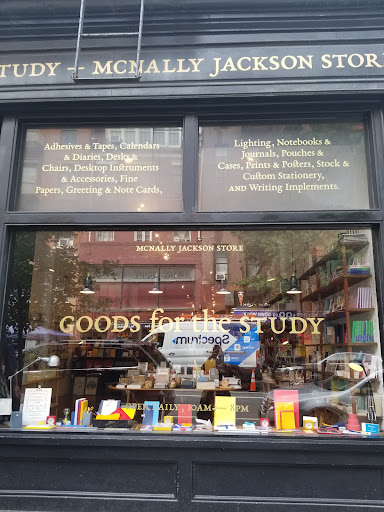 TUDY — MCNALLY JACKSON STORE
Adhesives & Tapes, Calendars
& Diaries, Desks &
Chairs, Desktop Instruments
& Accessories, Fine
Papers, Greeting & Note Cards,
Lighting, Notebooks &
Journals, Pouches &
Cases, Prints & Posters, Stock &
Custom Stationery,
AND Writing Implements.
MCNALLY JACKSON STORE
GOODS for the STUDY
Spectrum
OPEN DAILY, 10AM — 8PM